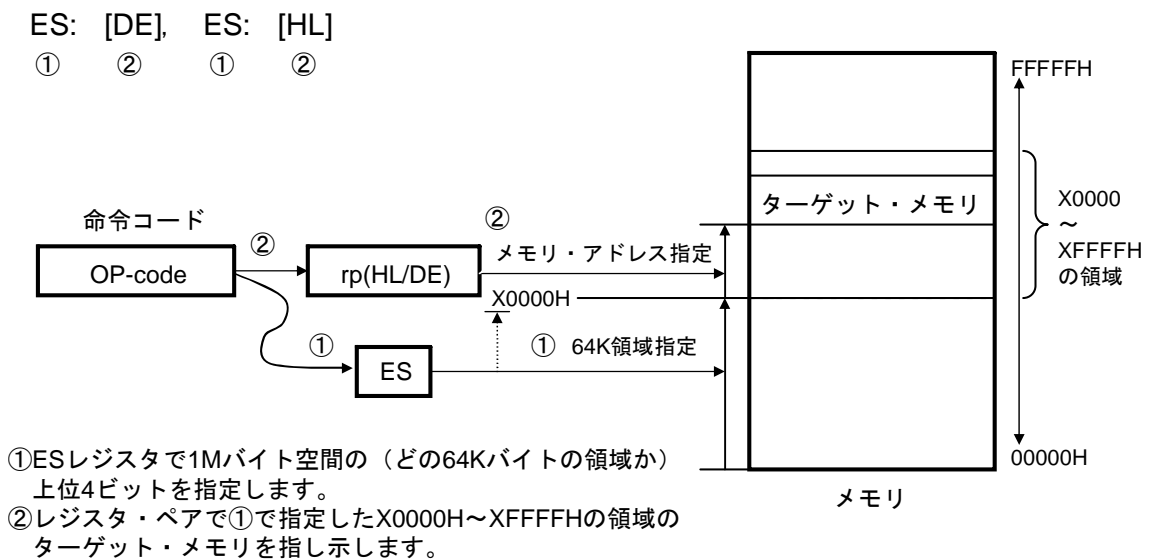 ES: [DE], ES: [HL]
① ② ① ②
FFFFFH
ターゲット・メモリ
X0000
～
XFFFFH
の領域
命令コード
②
②
OP-code
rp(HL/DE)
メモリ・アドレス指定
X0000H
①
ES
① 64K領域指定
00000H
メモリ
①ESレジスタで1Mバイト空間の（どの64Kバイトの領域か）
上位4ビットを指定します。
②レジスタ・ペアで①で指定したX0000H～XFFFFHの領域の
ターゲット・メモリを指し示します。